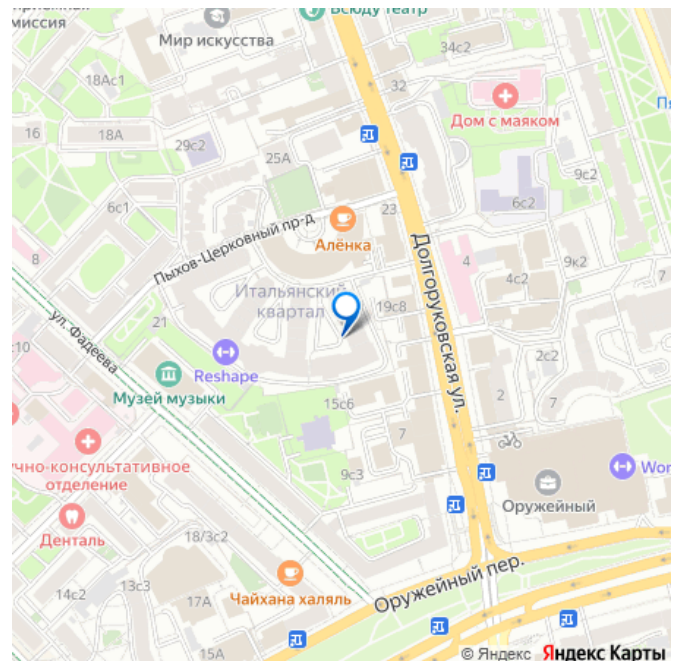 миссия
Всюду театр
Мир искусства
34с2
18Ас1
32
Дом с маяком
16
18А
29с2
25А
9с2
6с1
23
6с2
Алёнка
Пыхов-Церковный пр-д
8
4
9к2
Долгоруковская ул.
4с2
7
Итальянский
квартал
19с8
21
ул. Фадеева
Reshape
2с2
Музей музыки
15с6
2
7
7
9с3
отделение
Оружейный
Денталь
18/3с2
Оружейный пер.
13с3
14с2
17А
Чайхана халяль
15А
© Яндекс Яндекс Карты